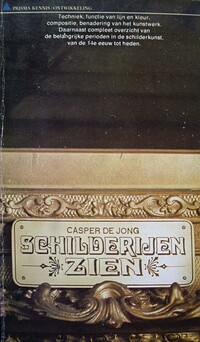 PRISMA KENNIS/ONTWIKKELING
Techniek, functie van lijn en kleur,
compositie, benadering van het kunstwerk.
Daarnaast compleet overzicht van
de belangrijke perioden in de schilderkunst,
van de 14e eeuw tot heden.
CASPER DE JONG
SCHILDERIJEN
ZIEN